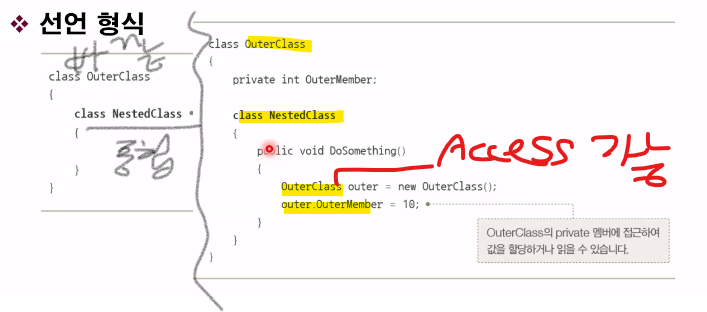 ❖ 선언 형식
class OuterClass
{
class NestedClass
{
중첩
}
}
class OuterClass
{
private int OuterMember;
class NestedClass
{
public void DoSomething()
{
OuterClass outer = new OuterClass();
outer.OuterMember = 10;
}
}
}
Access 가능
OuterClass의 private 멤버에 접근하여
값을 할당하거나 읽을 수 있습니다.